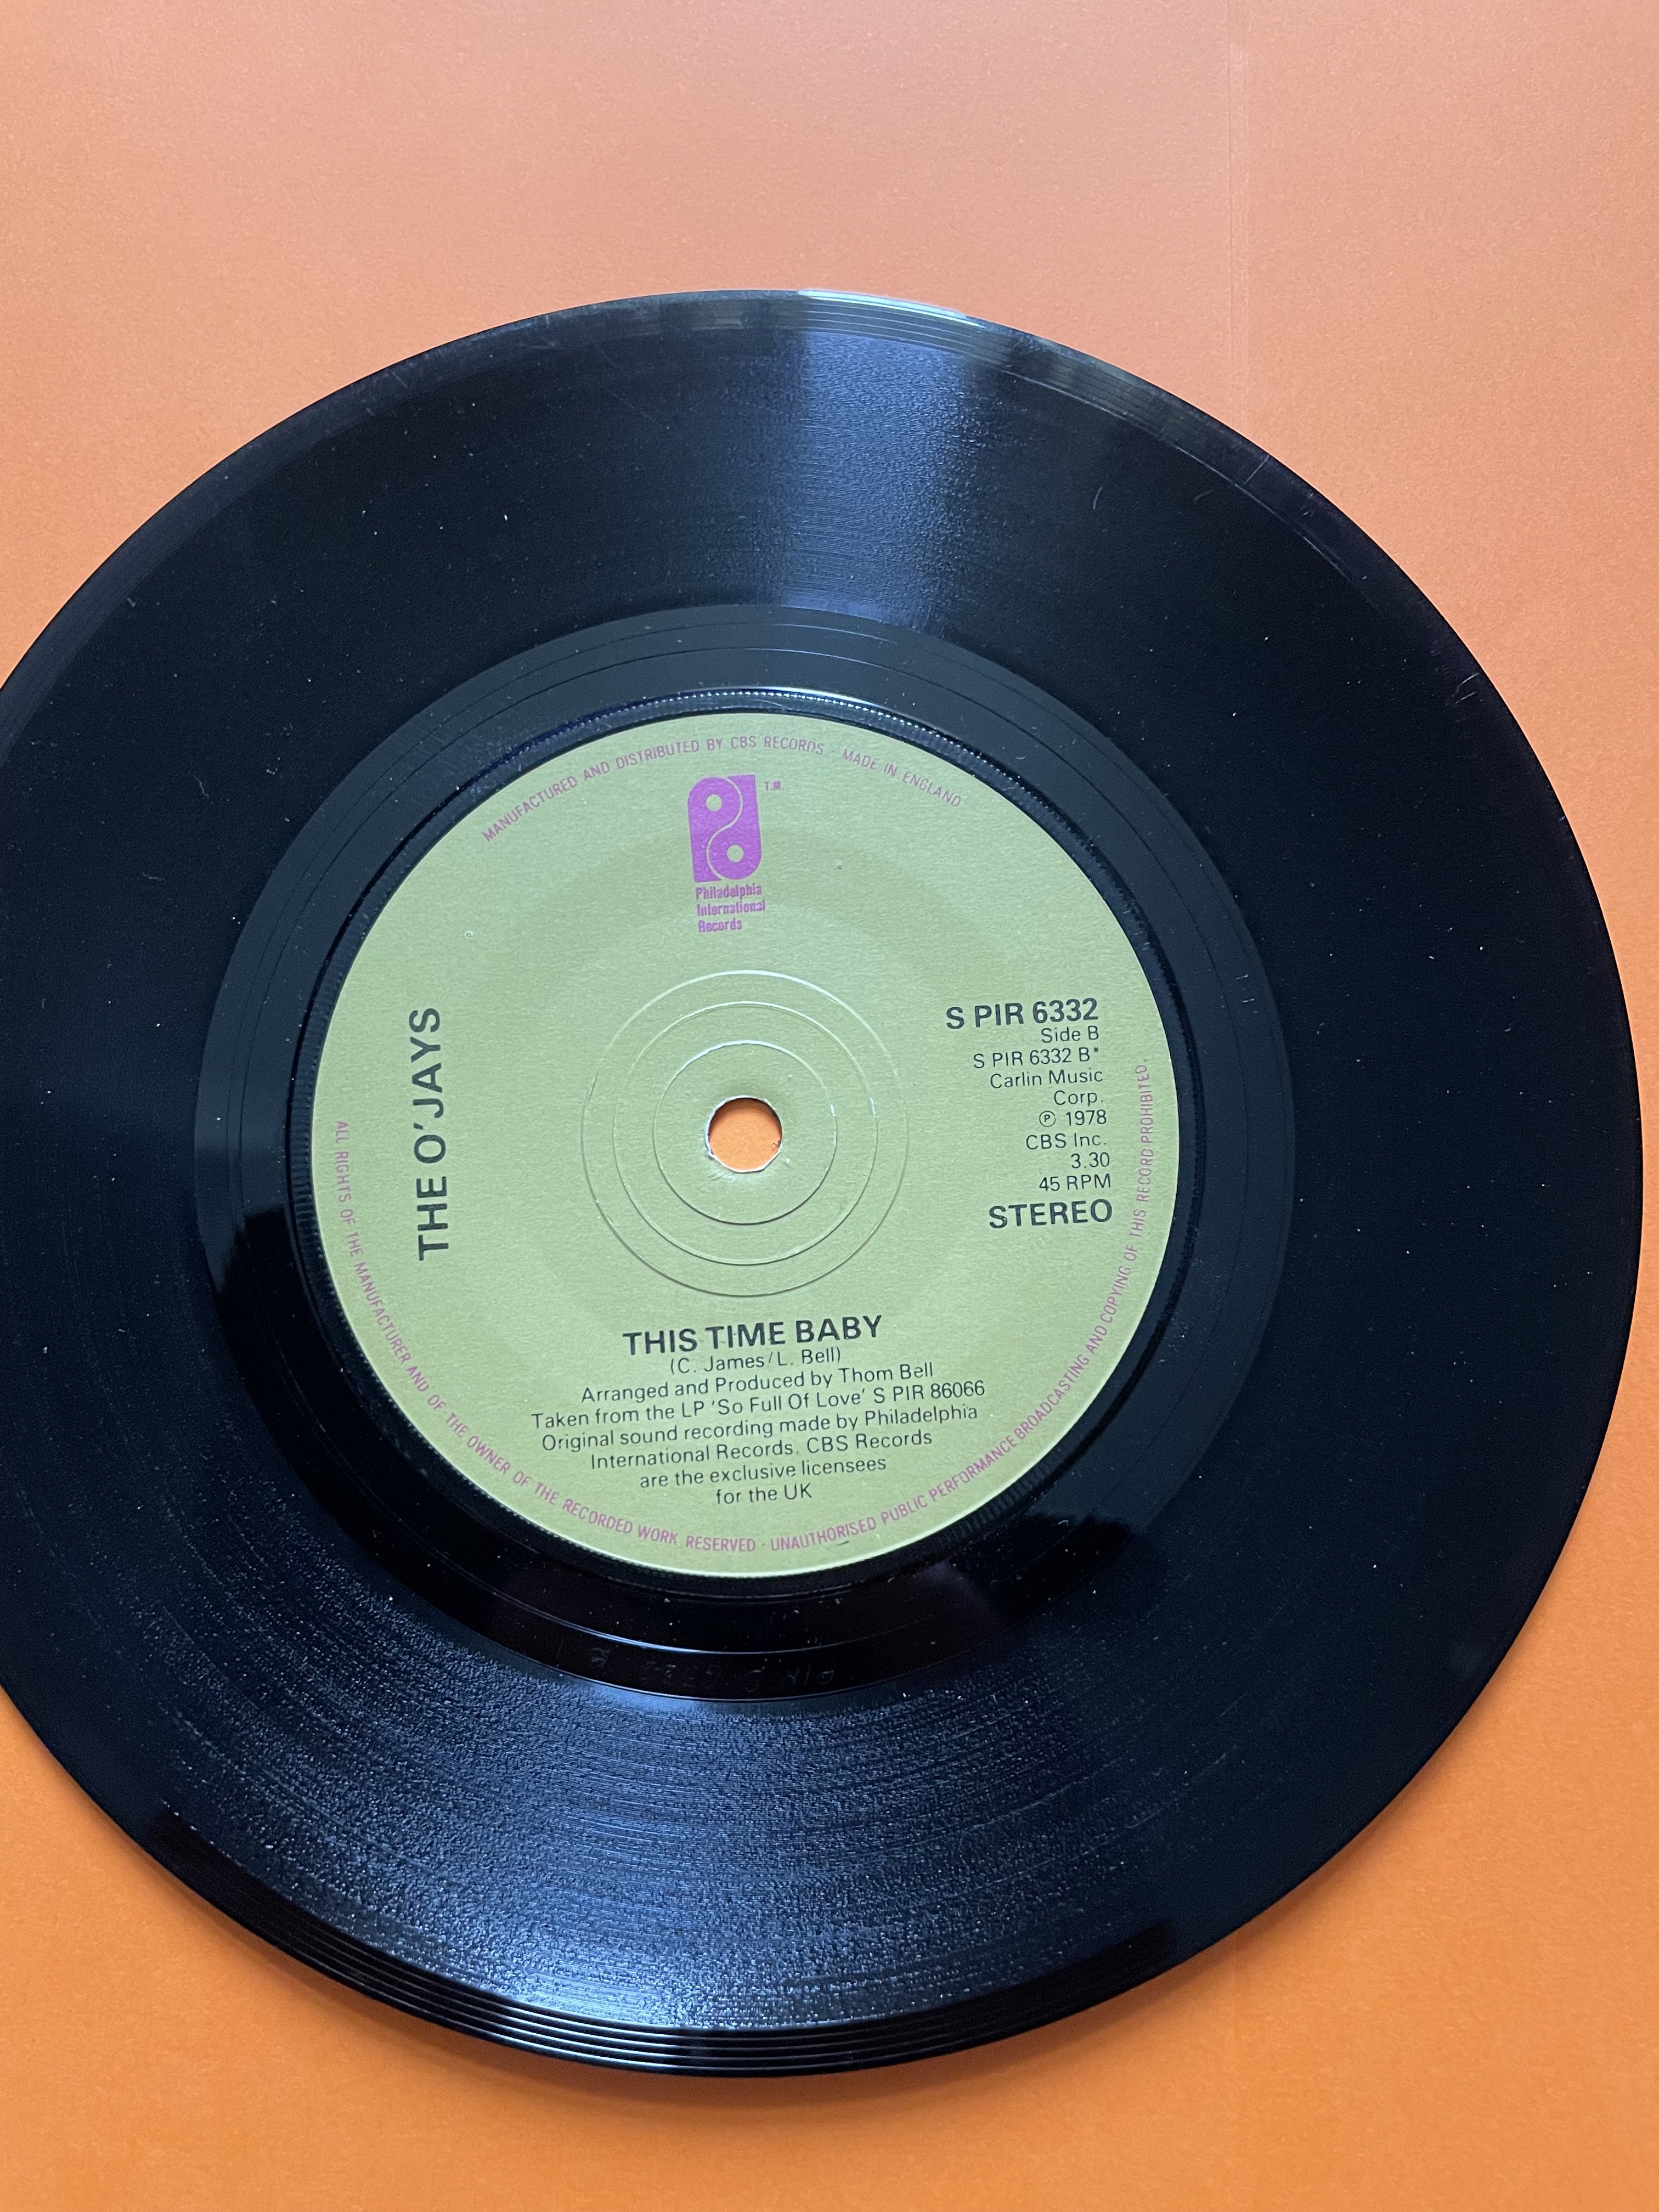 MANUFACTURED AND DISTRIBUTED BY CBS RECORDS · MADE IN ENGLAND
T.M.
Philadelphia
International
Records
THE O'JAYS
S PIR 6332
Side B
S PIR 6332 B*
Carlin Music
Corp.
℗ 1978
CBS Inc.
3.30
45 RPM
STEREO
THIS TIME BABY
(C. James/L. Bell)
Arranged and Produced by Thom Bell
Taken from the LP 'So Full Of Love' S PIR 86066
Original sound recording made by Philadelphia
International Records. CBS Records
are the exclusive licensees
for the UK
ALL RIGHTS OF THE MANUFACTURER AND OF THE OWNER OF THE RECORDED WORK RESERVED · UNAUTHORISED PUBLIC PERFORMANCE BROADCASTING AND COPYING OF THIS RECORD PROHIBITED.